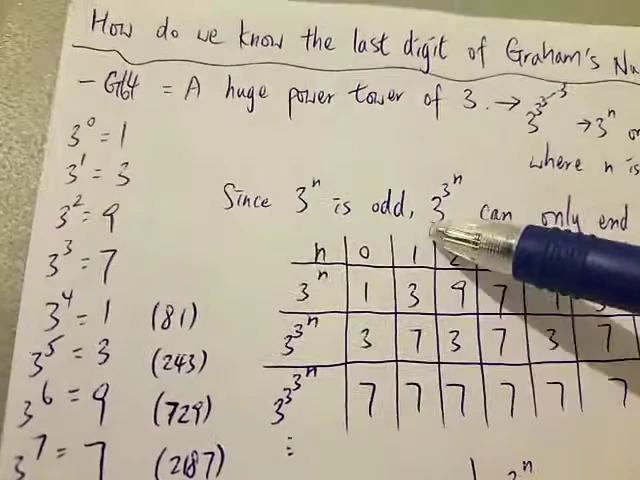 How do we know the last digit of Graham's Nu
- G64 = A huge power tower of 3. → 3^3^3^3 → 3^n or
where n is
3^0 = 1
3^1 = 3
3^2 = 9
3^3 = 7
3^4 = 1 (81)
3^5 = 3 (243)
3^6 = 9 (729)
3^7 = 7 (2187)
Since 3^n is odd, 3^3^n can only end
n 0 1 2
3^n 1 3 9 7
3^3^n 3 7 3 7 3 7
3^3^3^n 7 7 7 7 7 7
⋮
3^n